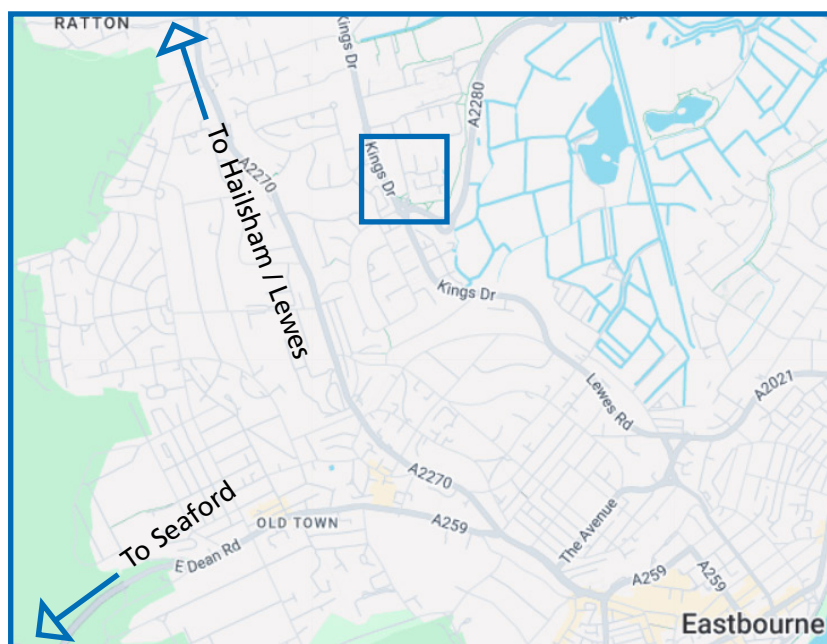 RATTON
Kings Dr
A2280
To Hailsham / Lewes
A2270
Kings Dr
Kings Dr
Lewes Rd
A2021
A2270
To Seaford
OLD TOWN
A259
E Dean Rd
The Avenue
A259
A259
Eastbourne